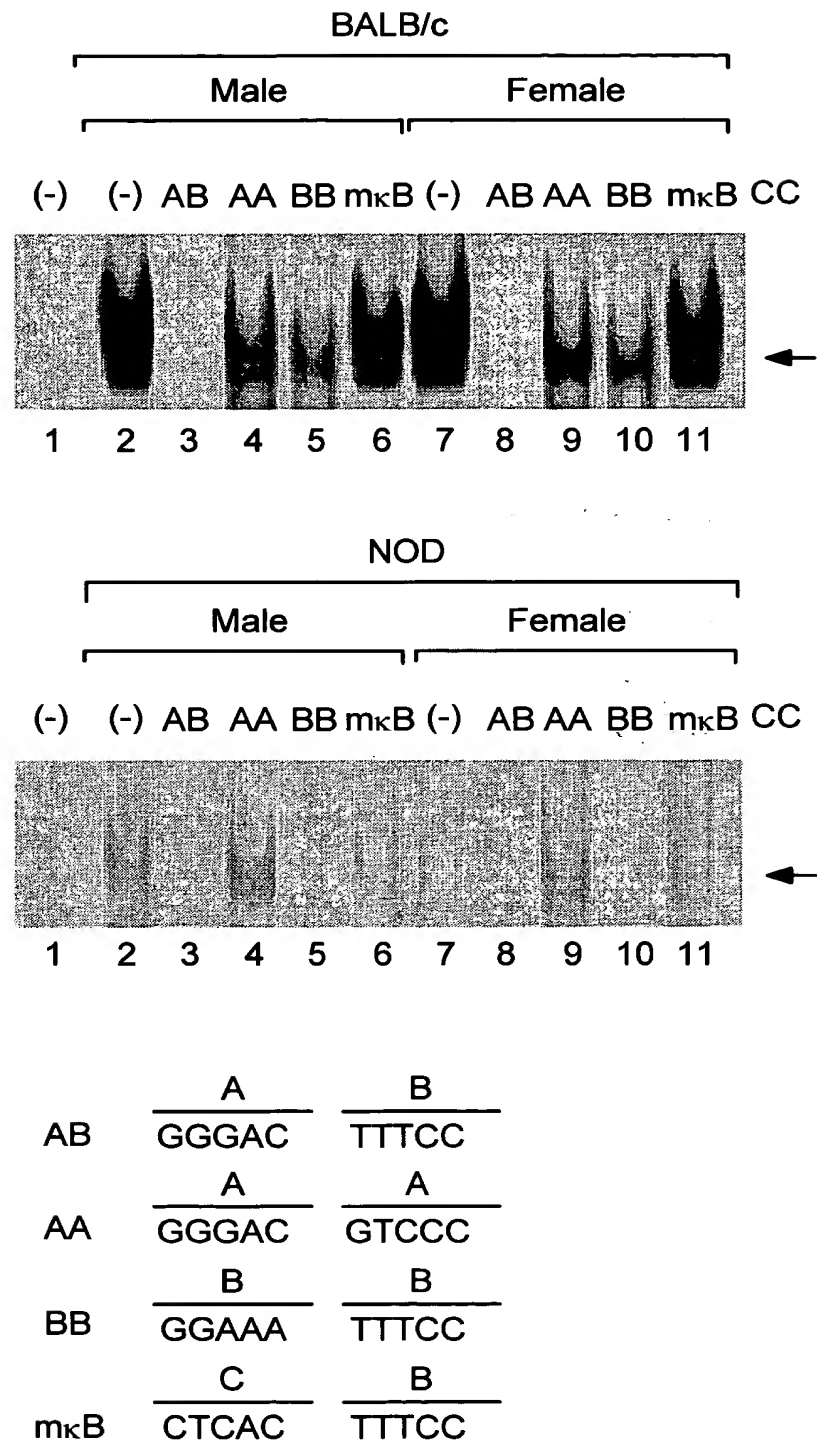 BALB/c
Male Female
(-) (-) AB AA BB mκB (-) AB AA BB mκB CC
1 2 3 4 5 6 7 8 9 10 11
NOD
Male Female
(-) (-) AB AA BB mκB (-) AB AA BB mκB CC
1 2 3 4 5 6 7 8 9 10 11
A B
AB GGGAC TTTCC
A A
AA GGGAC GTCCC
B B
BB GGAAA TTTCC
C B
mκB CTCAC TTTCC